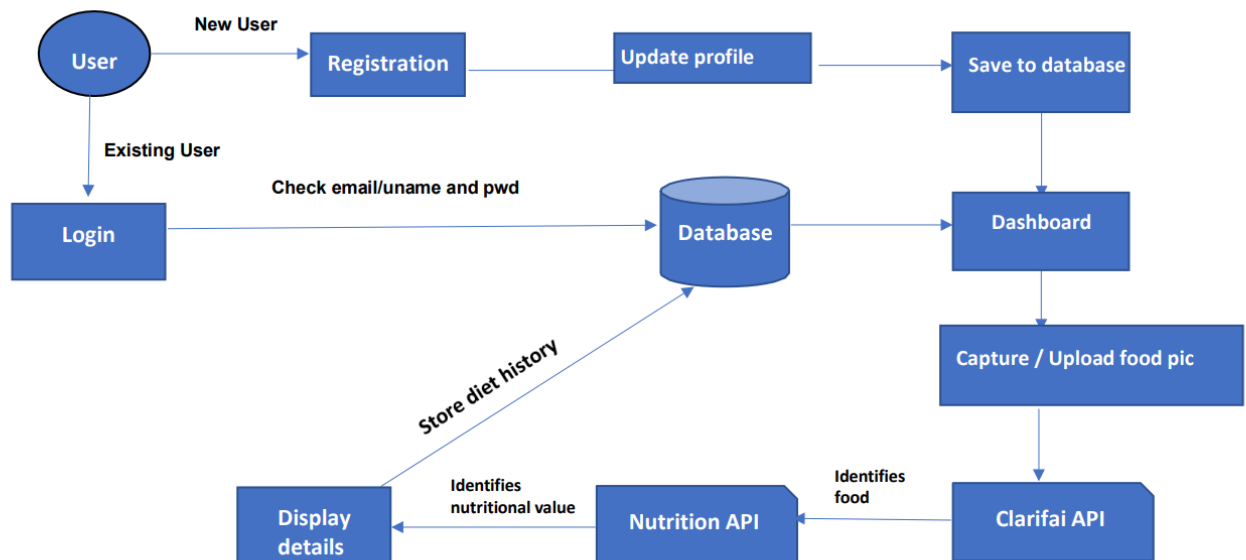 New User
User
Registration
Update profile
Save to database
Existing User
Check email/uname and pwd
Login
Database
Dashboard
Capture / Upload food pic
Store diet history
Identifies
food
Identifies
nutritional value
Display
details
Nutrition API
Clarifai API